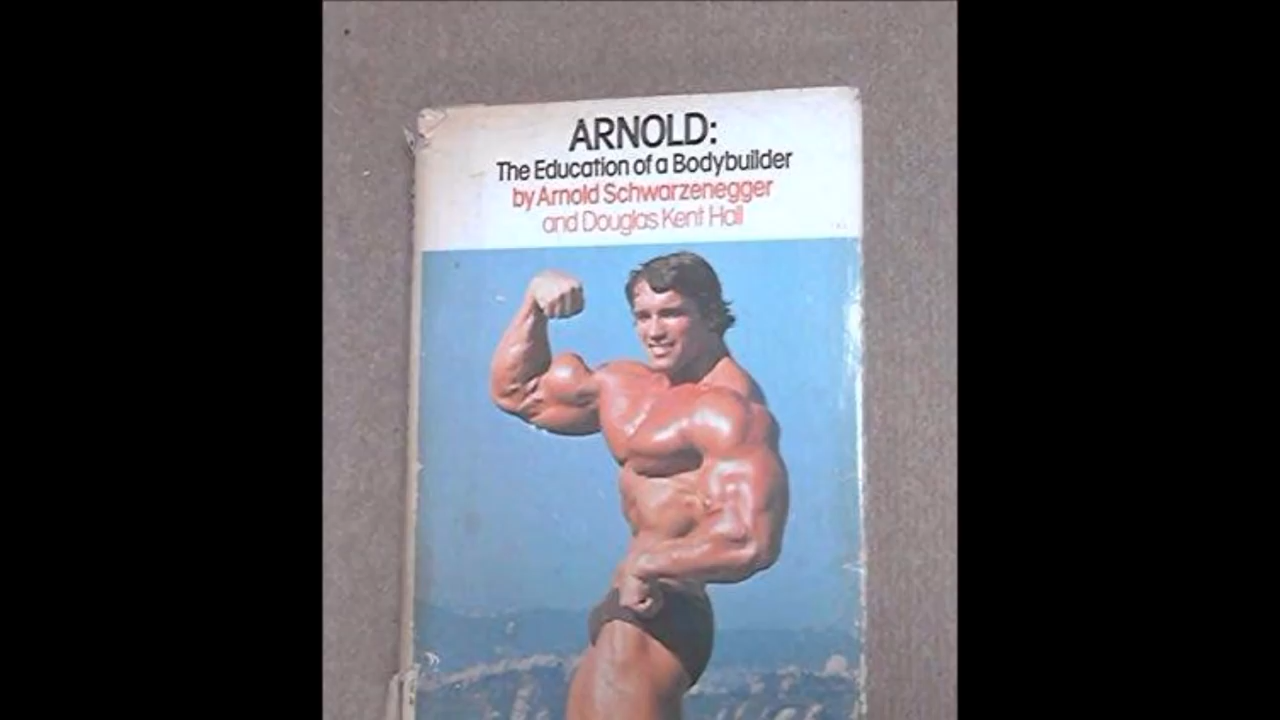 ARNOLD:
The Education of a Bodybuilder
by Arnold Schwarzenegger
and Douglas Kent Hall